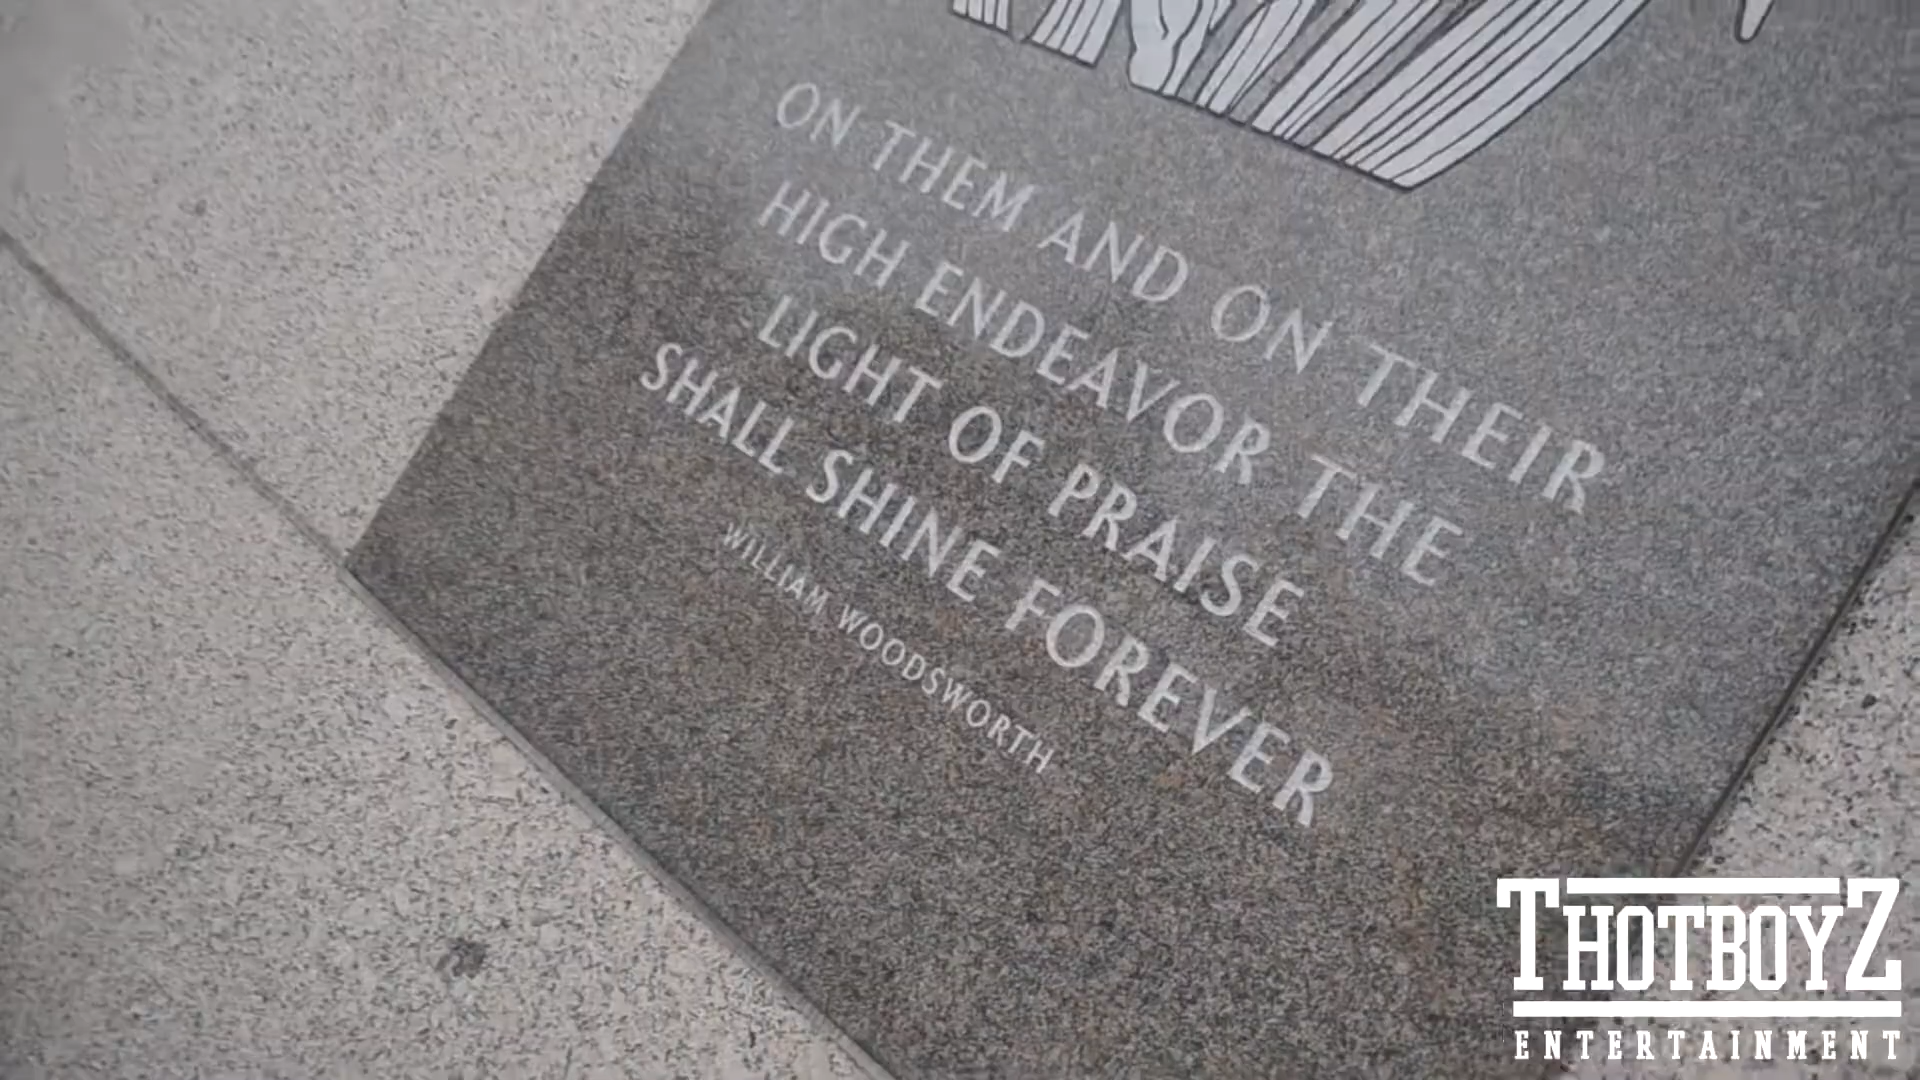 ON THEM AND ON THEIR
HIGH ENDEAVOR THE
LIGHT OF PRAISE
SHALL SHINE FOREVER
WILLIAM WOODSWORTH
THOTBOYZ
ENTERTAINMENT